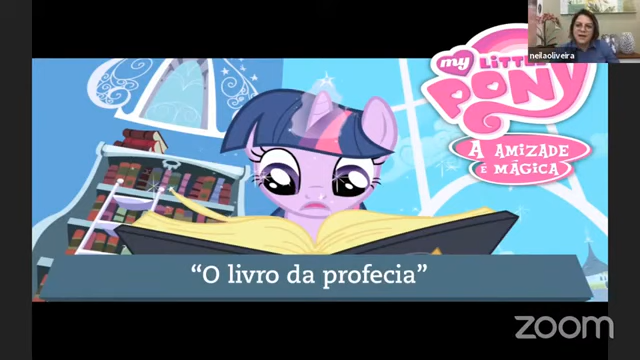 neilaoliveira
my LITTLE
PONY
A AMIZADE
É MÁGICA
"O livro da profecia"
zoom